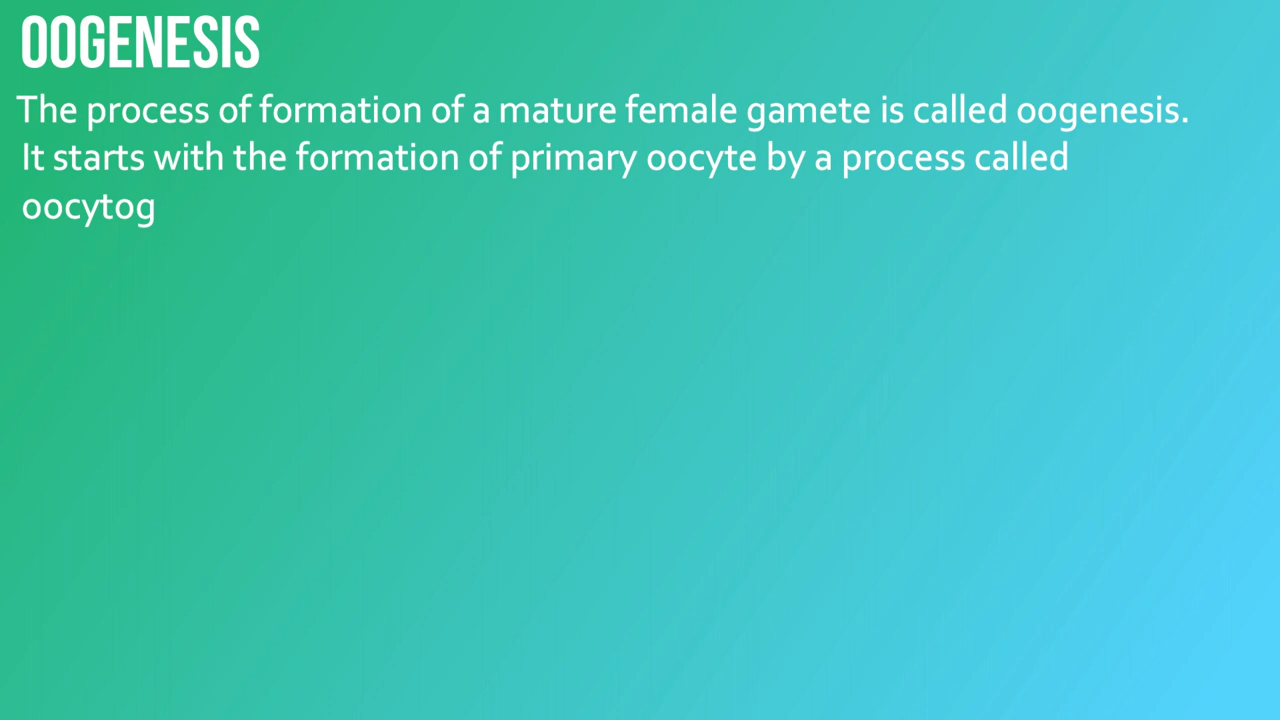 OOGENESIS
The process of formation of a mature female gamete is called oogenesis.
It starts with the formation of primary oocyte by a process called
oocytog